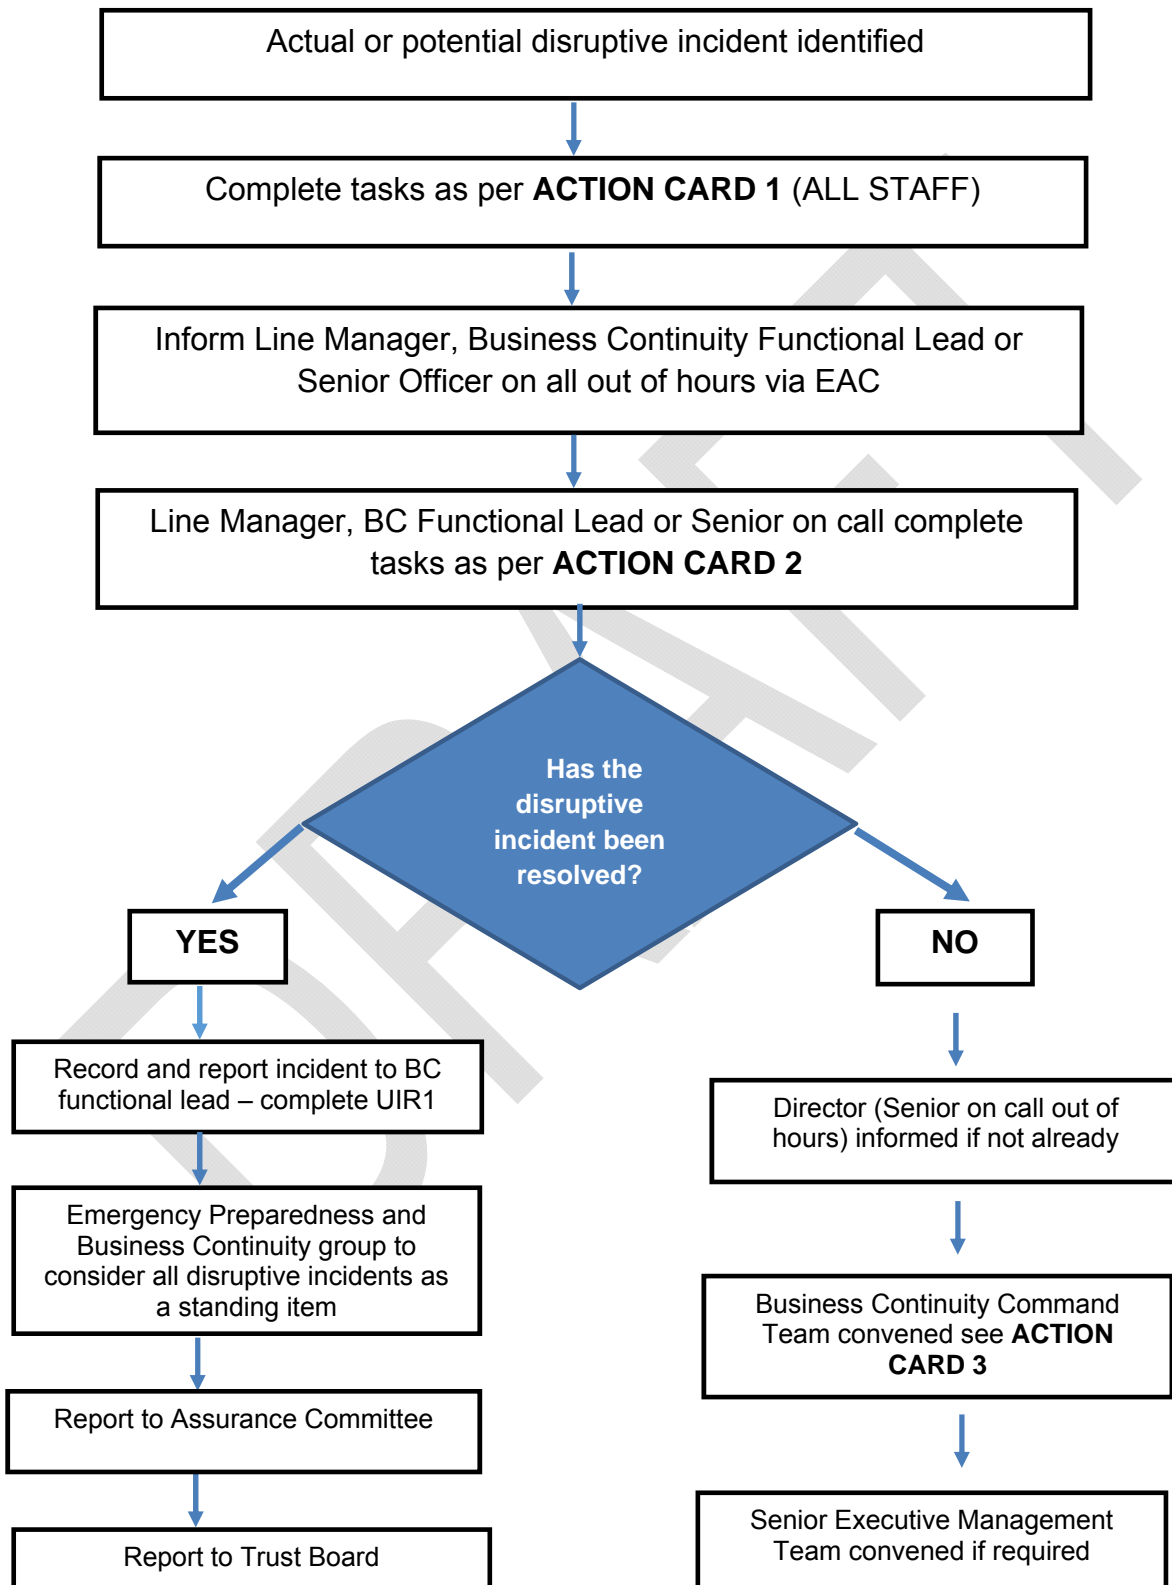 Actual or potential disruptive incident identified
Complete tasks as per ACTION CARD 1 (ALL STAFF)
Inform Line Manager, Business Continuity Functional Lead or
Senior Officer on all out of hours via EAC
Line Manager, BC Functional Lead or Senior on call complete
tasks as per ACTION CARD 2
Has the
disruptive
incident been
resolved?
YES
Record and report incident to BC
functional lead – complete UIR1
Emergency Preparedness and
Business Continuity group to
consider all disruptive incidents as
a standing item
Report to Assurance Committee
Report to Trust Board
NO
Director (Senior on call out of
hours) informed if not already
Business Continuity Command
Team convened see ACTION
CARD 3
Senior Executive Management
Team convened if required
DRAFT